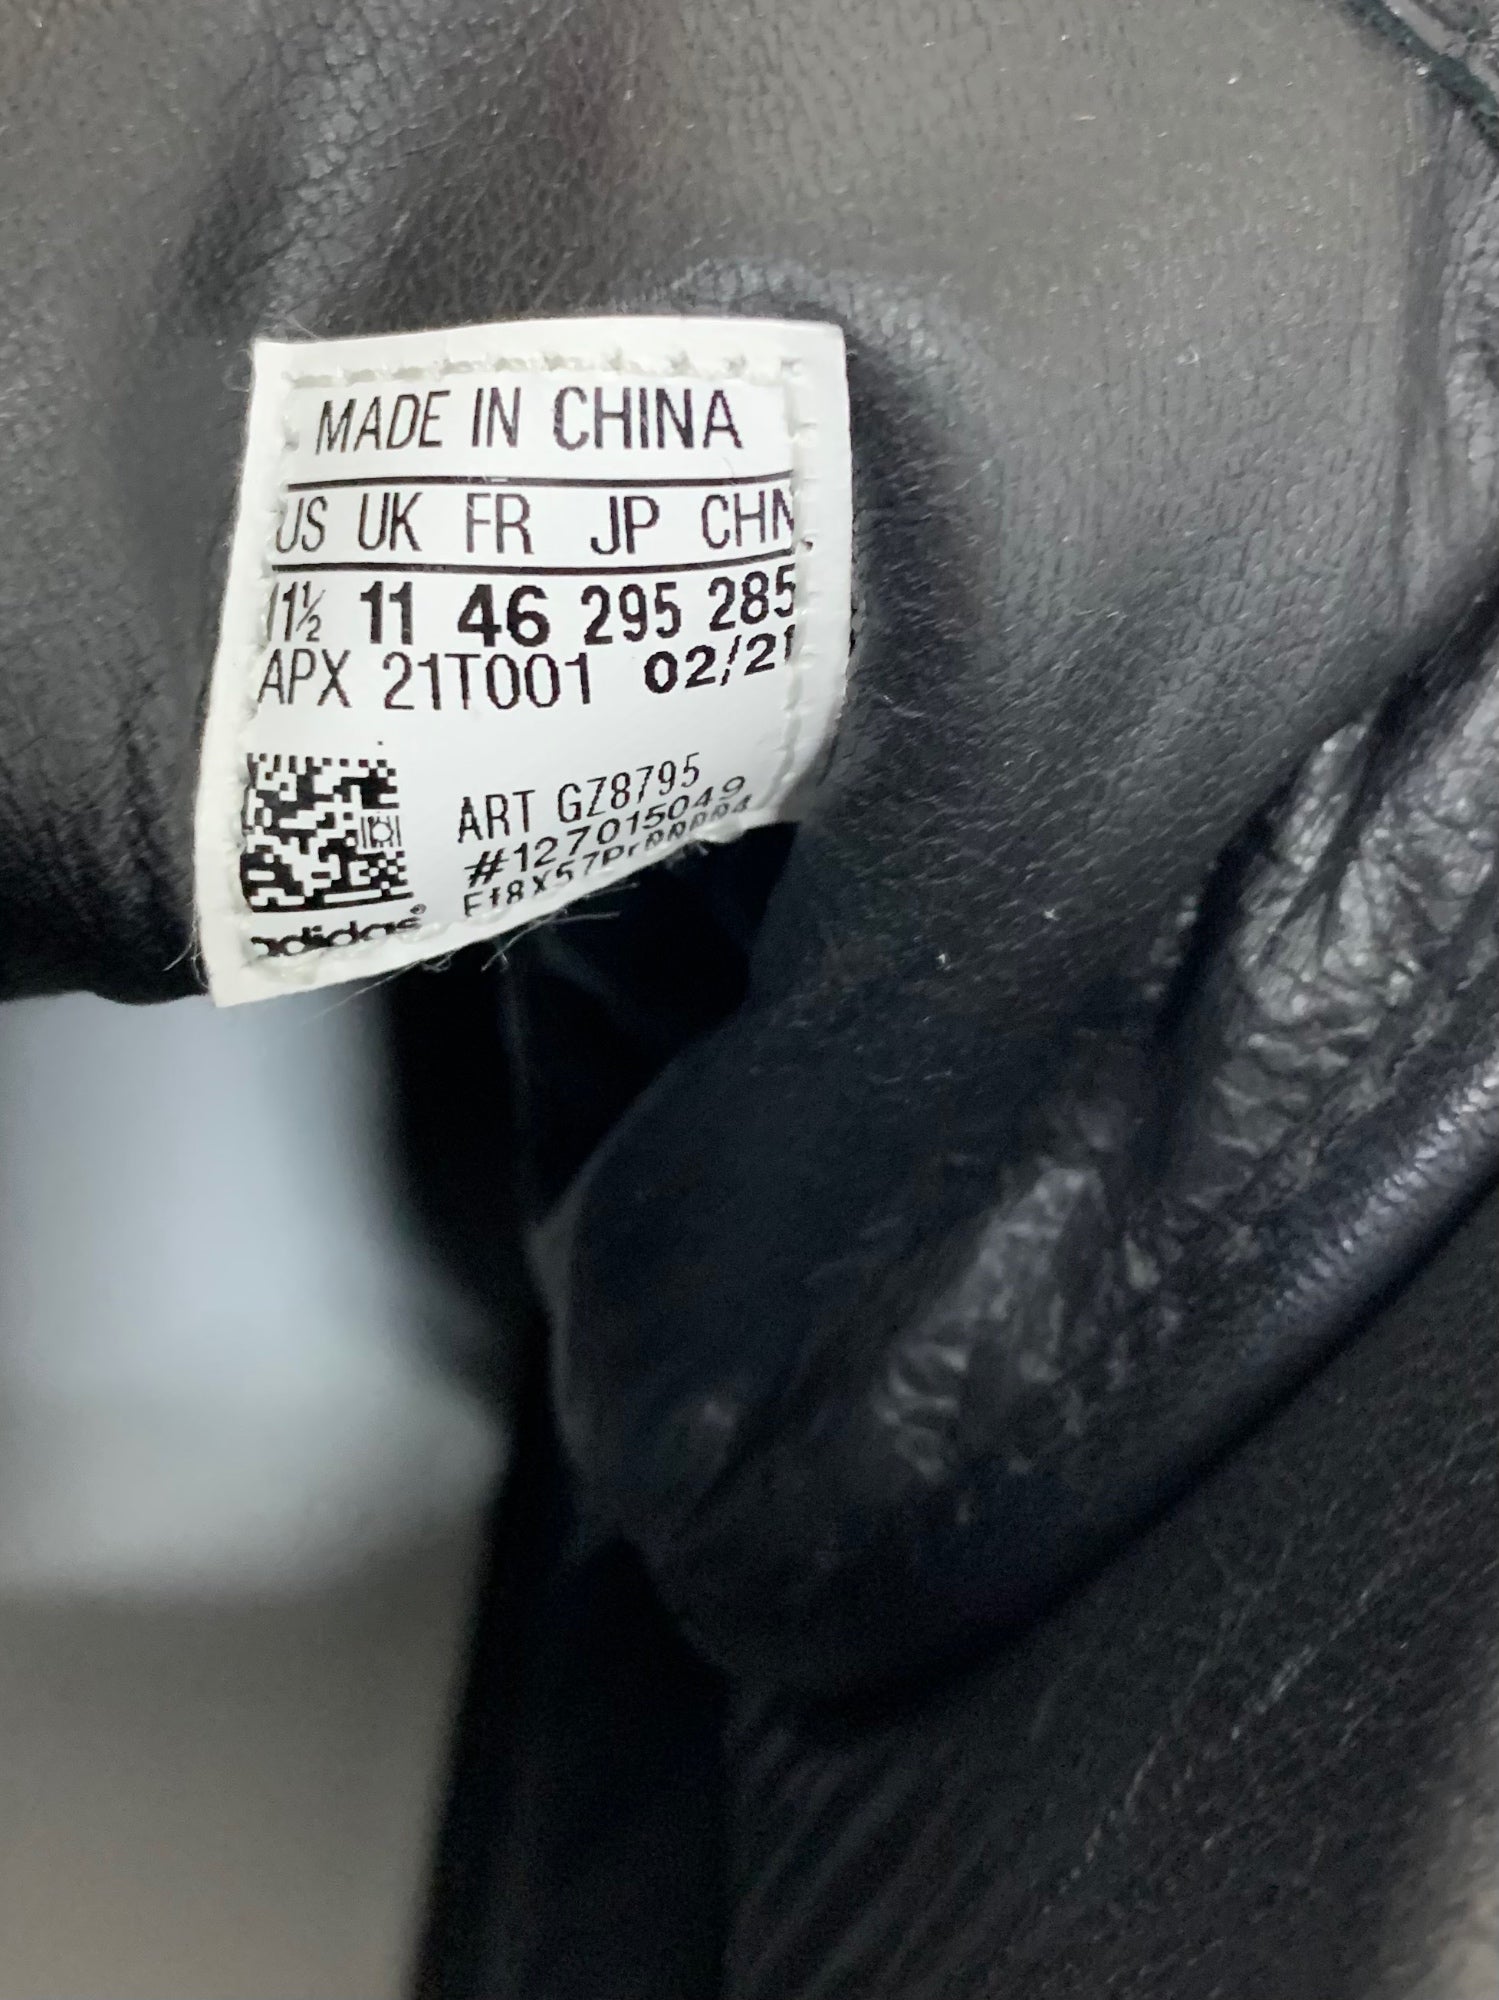 MADE IN CHINA
US UK FR JP CHN
11½ 11 46 295 285
APX 21T001 02/21
ART GZ8795
#127015049
adidas®